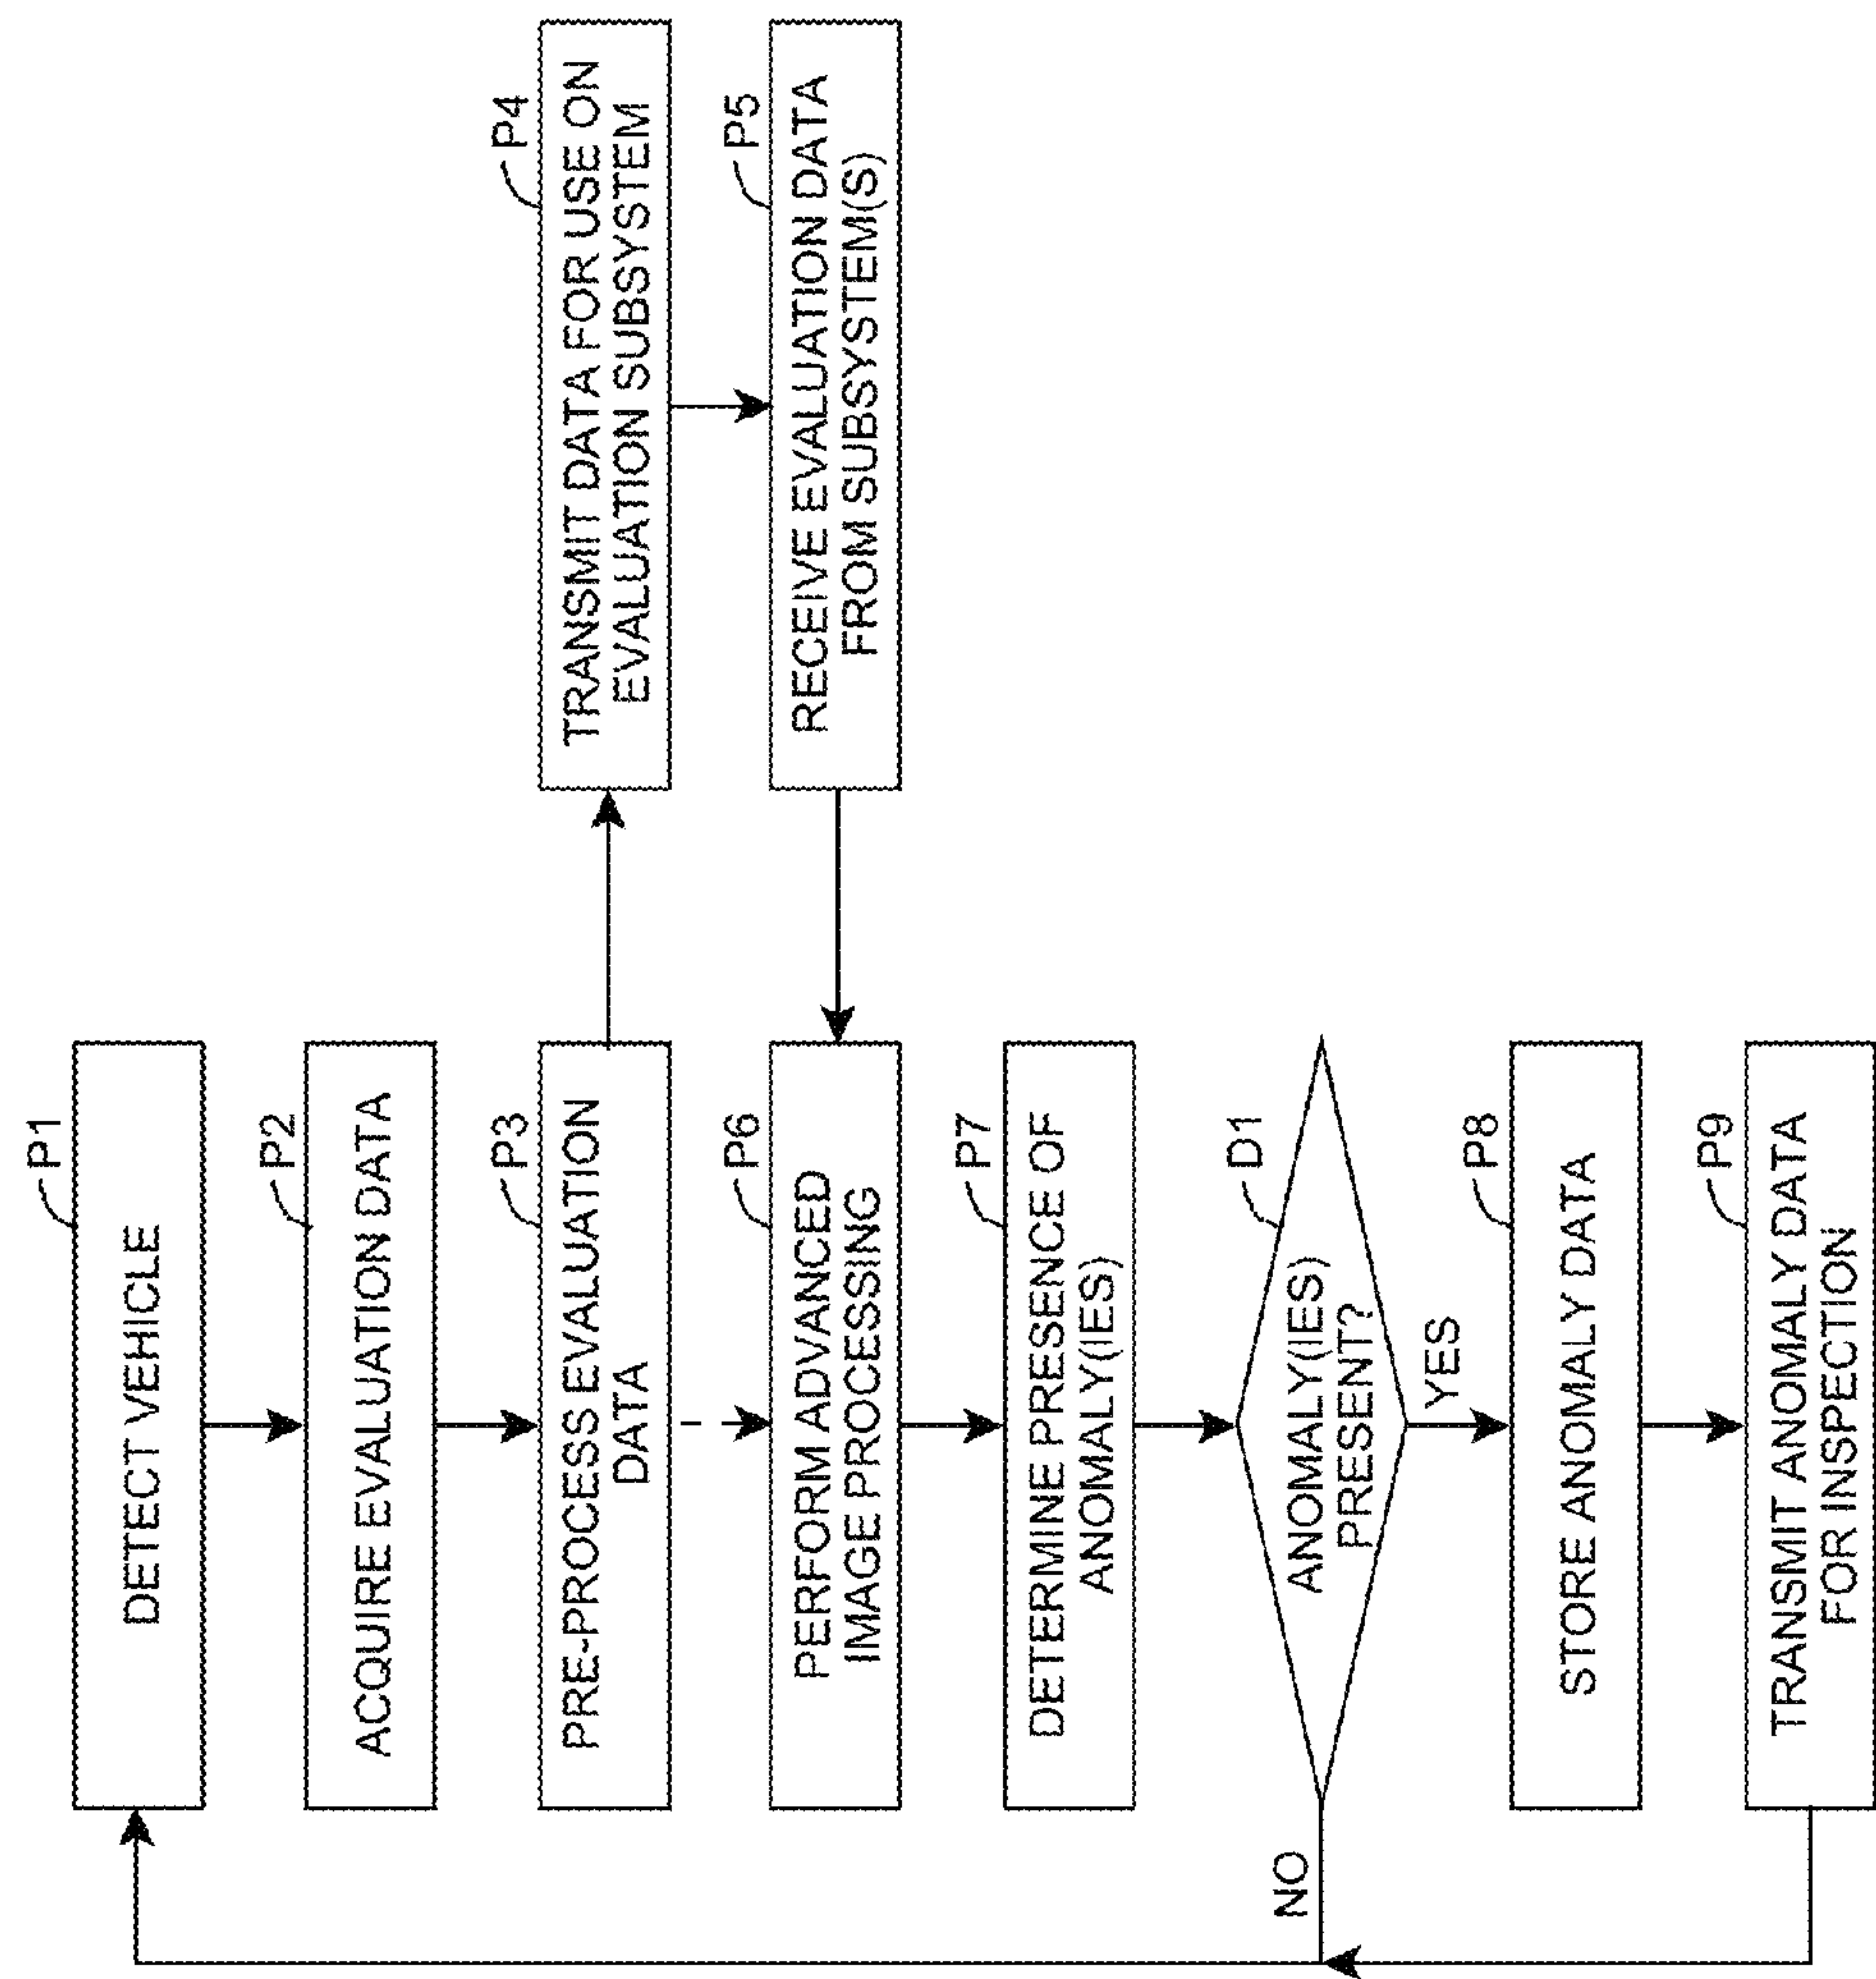 P1
DETECT VEHICLE
P2
ACQUIRE EVALUATION DATA
P3
PRE-PROCESS EVALUATION
DATA
P4
TRANSMIT DATA FOR USE ON
EVALUATION SUBSYSTEM
P5
RECEIVE EVALUATION DATA
FROM SUBSYSTEM(S)
P6
PERFORM ADVANCED
IMAGE PROCESSING
P7
DETERMINE PRESENCE OF
ANOMALY(IES)
D1
ANOMALY(IES)
PRESENT?
NO
YES
P8
STORE ANOMALY DATA
P9
TRANSMIT ANOMALY DATA
FOR INSPECTION